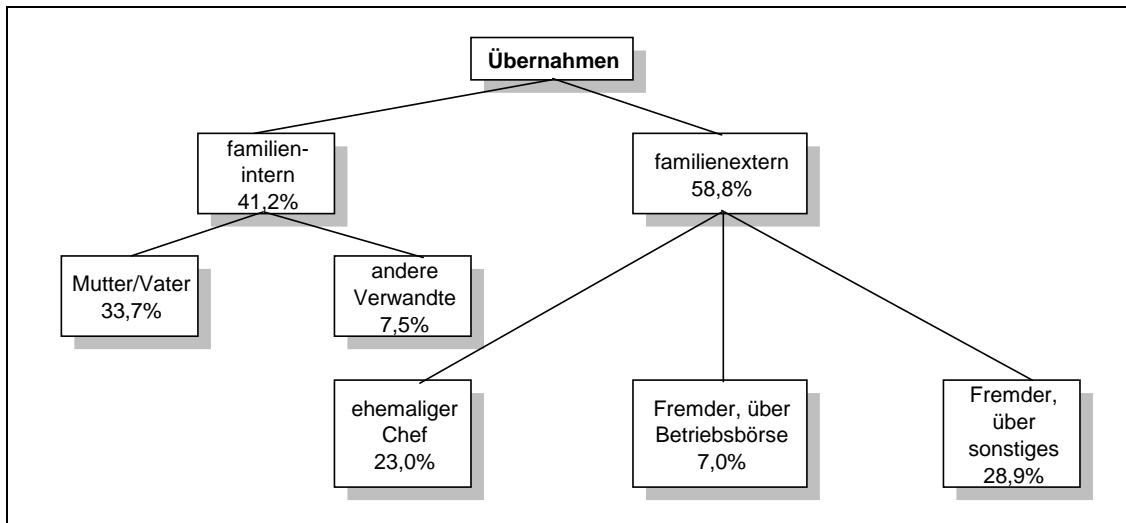 Übernahmen
familien-
intern
41,2%
familienextern
58,8%
Mutter/Vater
33,7%
andere
Verwandte
7,5%
ehemaliger
Chef
23,0%
Fremder, über
Betriebsbörse
7,0%
Fremder,
über
sonstiges
28,9%